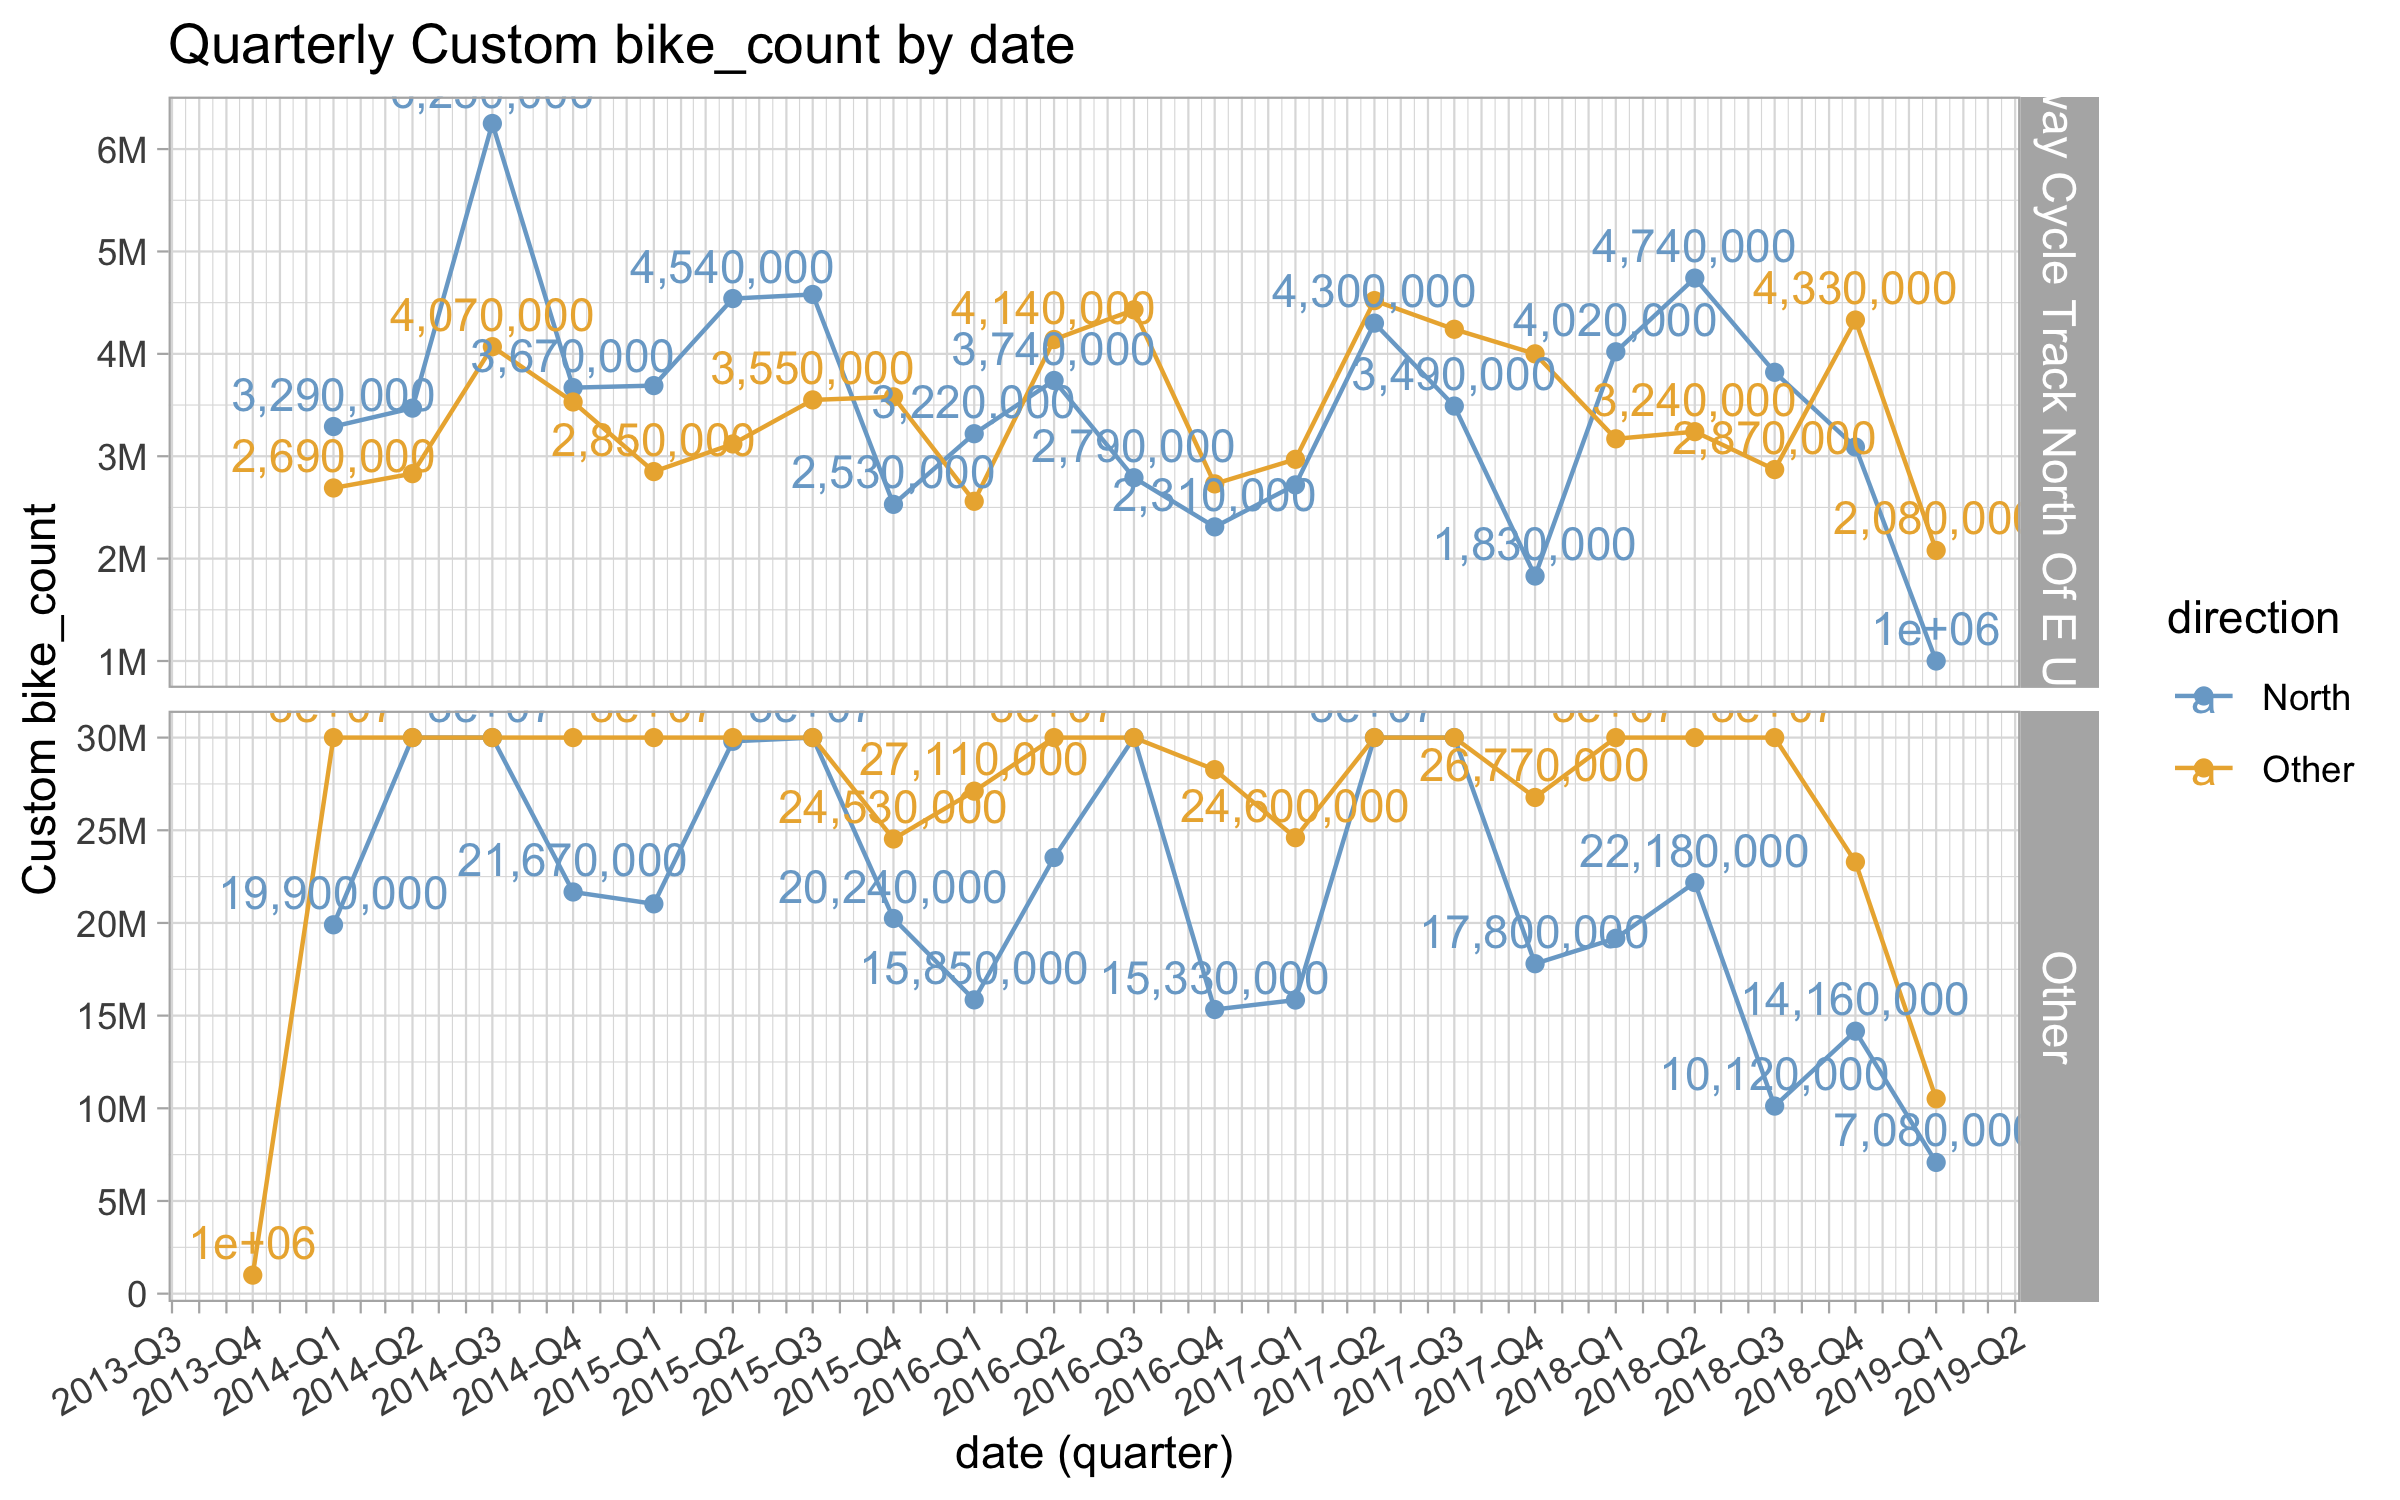 Quarterly Custom bike_count by date
Custom bike_count
6M
5M
4M
3M
2M
1M
4,070,000
3,290,000
2,690,000
3,670,000
2,850,000
4,540,000
3,550,000
2,530,000
3,220,000
4,140,000
3,740,000
2,790,000
2,310,000
4,300,000
3,490,000
1,830,000
4,020,000
3,240,000
4,740,000
2,870,000
4,330,000
2,080,000
1e+06
Cycle Track North Of E U
30M
25M
20M
15M
10M
5M
0
1e+06
19,900,000
21,670,000
24,530,000
20,240,000
27,110,000
15,850,000
15,330,000
24,600,000
26,770,000
17,800,000
22,180,000
10,120,000
14,160,000
7,080,000
Other
2013-Q3
2013-Q4
2014-Q1
2014-Q2
2014-Q3
2014-Q4
2015-Q1
2015-Q2
2015-Q3
2015-Q4
2016-Q1
2016-Q2
2016-Q3
2016-Q4
2017-Q1
2017-Q2
2017-Q3
2017-Q4
2018-Q1
2018-Q2
2018-Q3
2018-Q4
2019-Q1
2019-Q2
date (quarter)
direction
a North
a Other